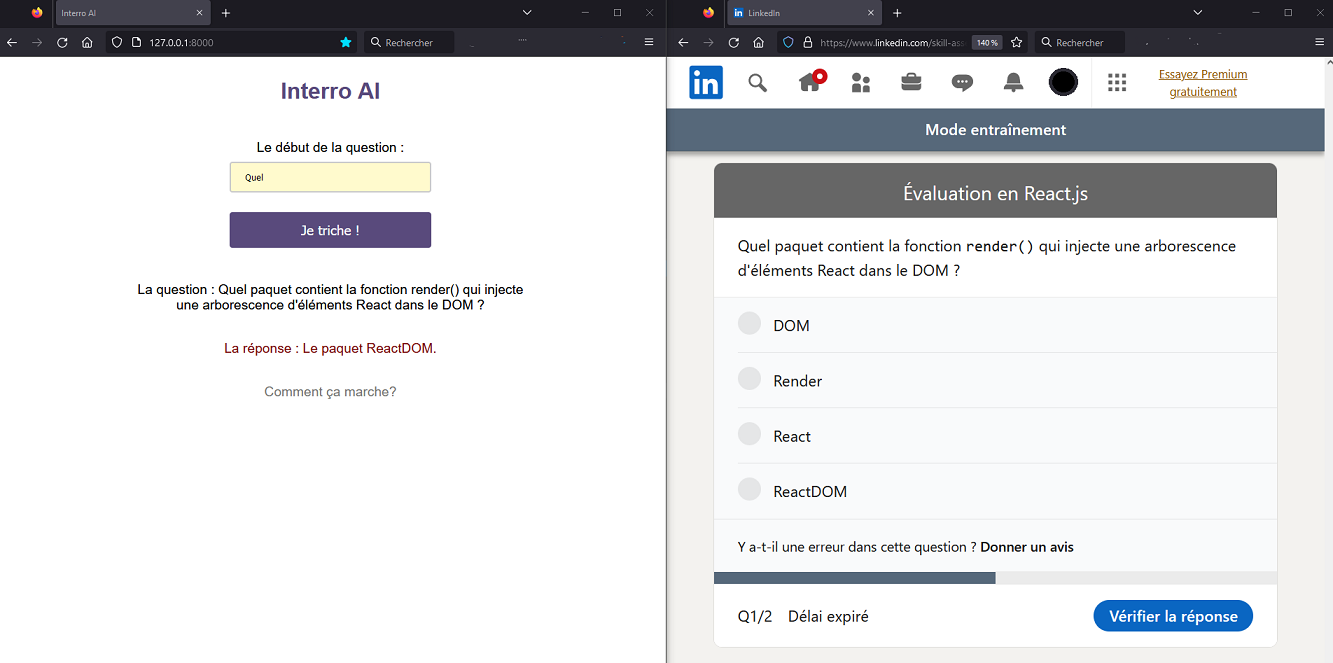 Interro AI
127.0.0.1:8000
Rechercher
Interro AI
Le début de la question :
Quel
Je triche !
La question : Quel paquet contient la fonction render() qui injecte
une arborescence d'éléments React dans le DOM ?
La réponse : Le paquet ReactDOM.
Comment ça marche?
in LinkedIn
https://www.linkedin.com/skill-as
140 %
Rechercher
in
Essayez Premium
gratuitement
Mode entraînement
Évaluation en React.js
Quel paquet contient la fonction render() qui injecte une arborescence
d'éléments React dans le DOM ?
DOM
Render
React
ReactDOM
Y a-t-il une erreur dans cette question ? Donner un avis
Q1/2 Délai expiré
Vérifier la réponse